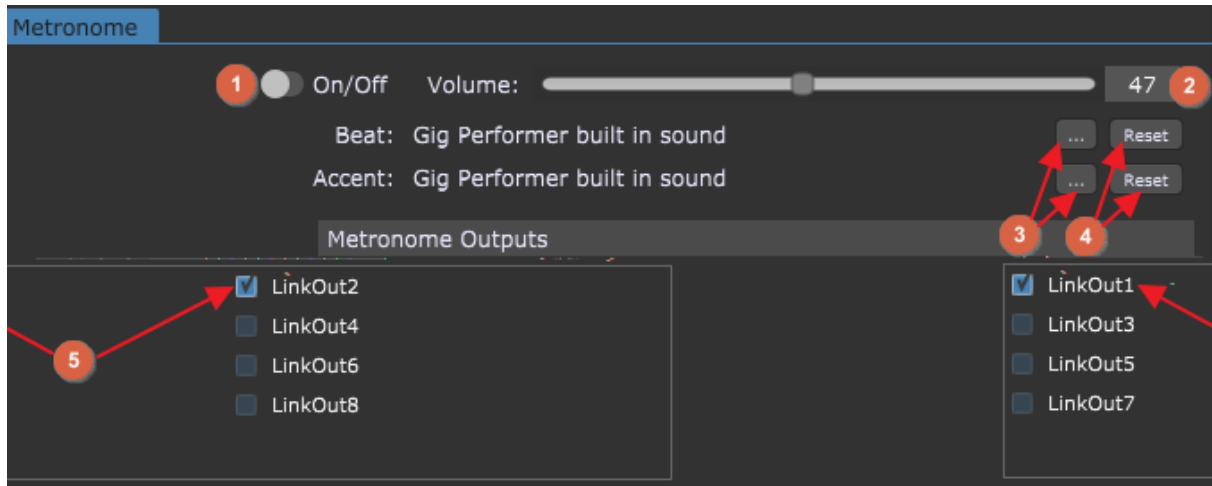 Metronome
1 On/Off Volume: 47 2
Beat: Gig Performer built in sound ... Reset
Accent: Gig Performer built in sound ... Reset
Metronome Outputs 3 4
LinkOut2 LinkOut1
LinkOut4 LinkOut3
5 LinkOut6 LinkOut5
LinkOut8 LinkOut7